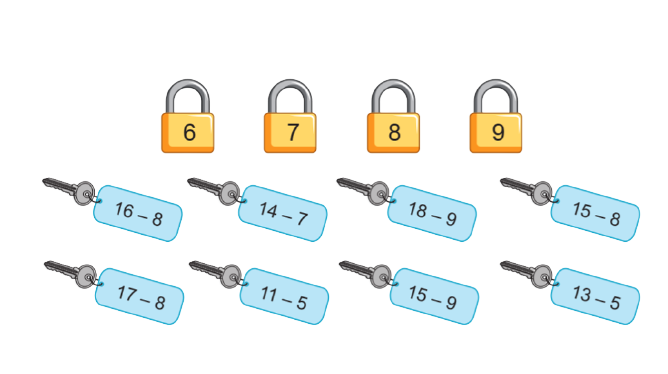 6 7 8 9
16 – 8 14 – 7 18 – 9 15 – 8
17 – 8 11 – 5 15 – 9 13 – 5